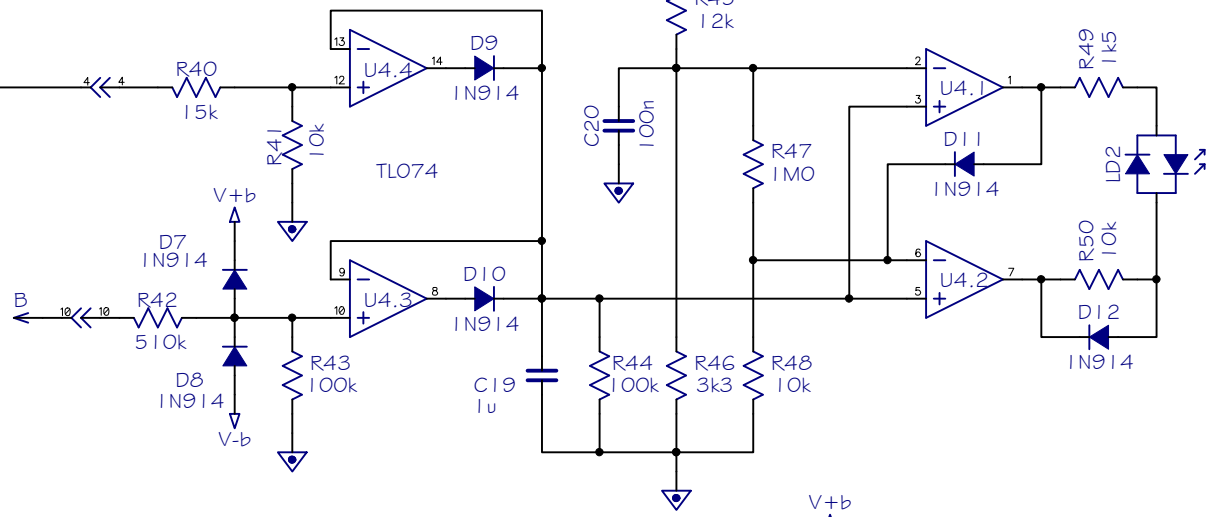 12k
R40
15k
4
4
13
12
14
U4.4
D9
1N914
R41
10k
TL074
C20
100n
R47
1M0
2
3
1
U4.1
R49
1k5
D11
1N914
LD2
V+b
D7
1N914
B
10
10
R42
510k
D8
1N914
V-b
R43
100k
9
10
8
U4.3
D10
1N914
C19
1u
R44
100k
R46
3k3
R48
10k
6
5
7
U4.2
R50
10k
D12
1N914
V+b